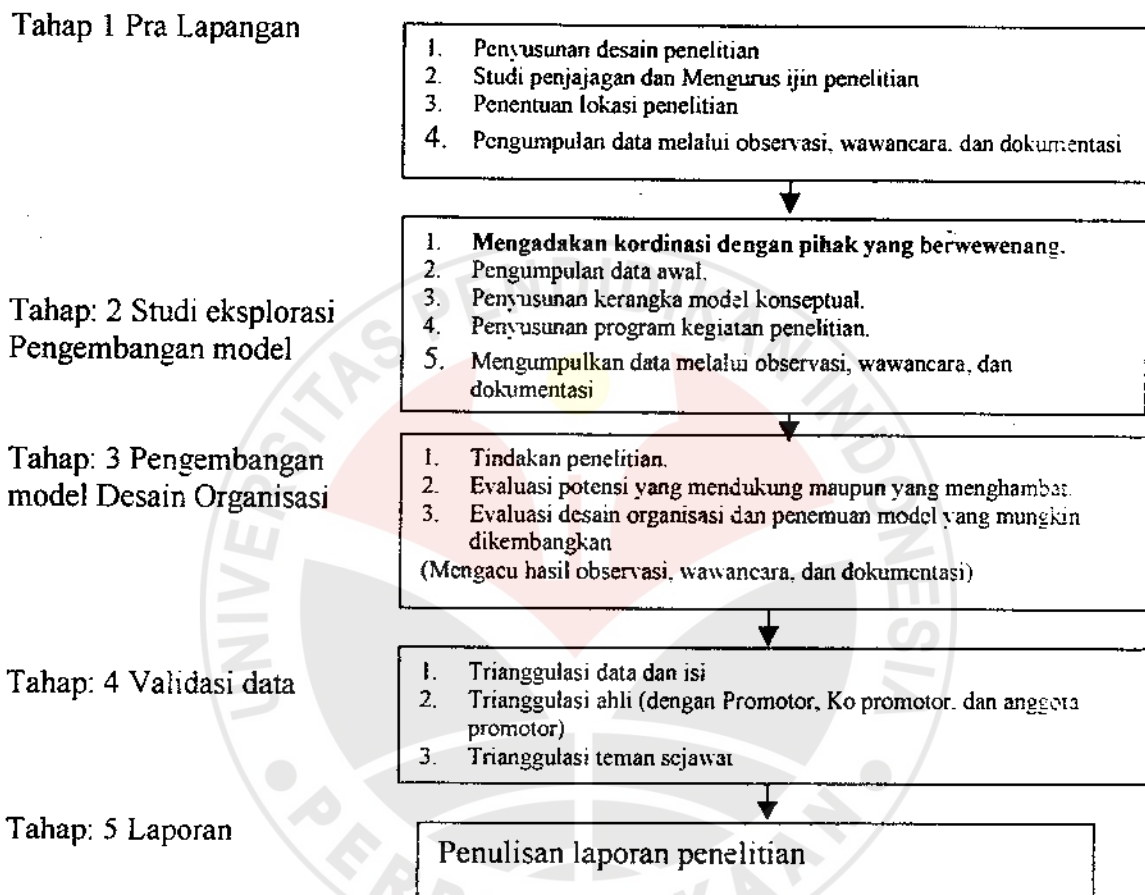 Tahap 1 Pra Lapangan
1. Penyusunan desain penelitian
2. Studi penjajagan dan Mengurus ijin penelitian
3. Penentuan lokasi penelitian
4. Pengumpulan data melalui observasi, wawancara, dan dokumentasi
Tahap: 2 Studi eksplorasi
Pengembangan model
1. Mengadakan kordinasi dengan pihak yang berwewenang.
2. Pengumpulan data awal.
3. Penyusunan kerangka model konseptual.
4. Penyusunan program kegiatan penelitian.
5. Mengumpulkan data melalui observasi, wawancara, dan
dokumentasi
Tahap: 3 Pengembangan
model Desain Organisasi
1. Tindakan penelitian.
2. Evaluasi potensi yang mendukung maupun yang menghambat.
3. Evaluasi desain organisasi dan penemuan model yang mungkin
dikembangkan
(Mengacu hasil observasi, wawancara, dan dokumentasi)
Tahap: 4 Validasi data
1. Trianggulasi data dan isi
2. Trianggulasi ahli (dengan Promotor, Ko promotor. dan anggota
promotor)
3. Trianggulasi teman sejawat
Tahap: 5 Laporan
Penulisan laporan penelitian
UNIVERSITAS PENDIDIKAN INDONESIA